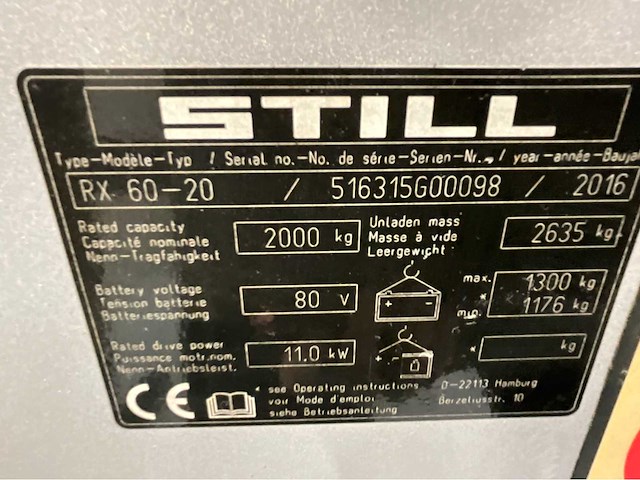 STILL
Type-Modèle-Typ / Serial no.-No. de série-Serien-Nr. / year-année-Baujah
RX 60-20 / 516315G00098 / 2016
Rated capacity
Capacité nominale
Nenn-Tragfähigkeit
2000 kg
Unladen mass
Masse à vide
Leergewicht
2635 kg
Battery voltage
Tension batterie
Batteriespannung
80 V
+ -
max. 1300 kg
*
min. 1176 kg
Rated drive power
Puissance motr.nom.
Nenn-Antriebsleist.
11.0 kW
+ -
* kg
CE
* see Operating instructions
voir Mode d'emploi
siehe Betriebsanleitung
D-22113 Hamburg
Berzeliusstr. 10